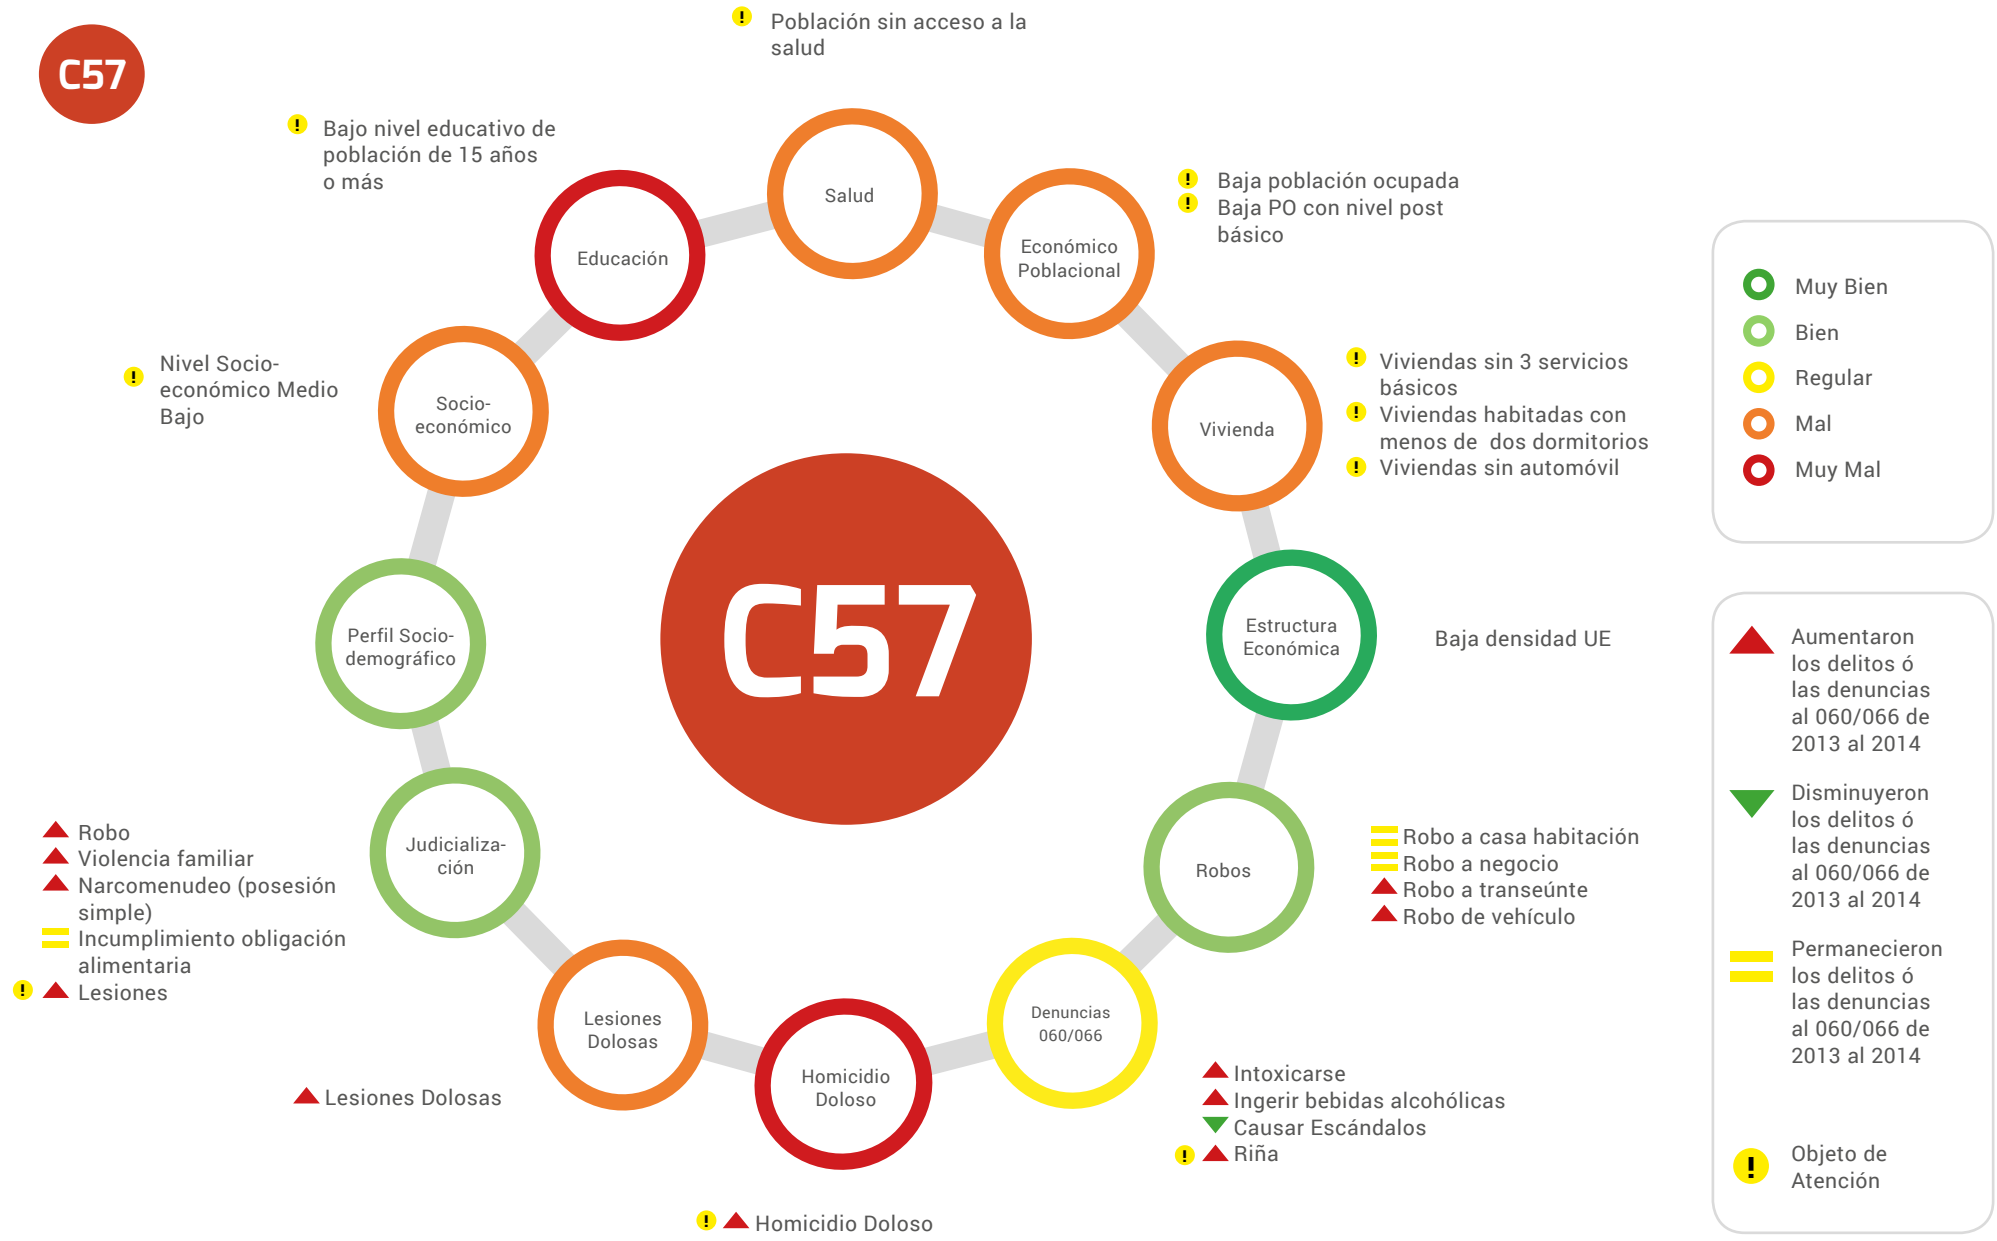 C57
Población sin acceso a la
salud
Bajo nivel educativo de
población de 15 años
o más
Salud
Baja población ocupada
Baja PO con nivel post
básico
Educación
Económico
Poblacional
Nivel Socio-
económico Medio
Bajo
Socio-
económico
Vivienda
Viviendas sin 3 servicios
básicos
Viviendas habitadas con
menos de  dos dormitorios
Viviendas sin automóvil
C57
Perfil Socio-
demográfico
Estructura
Económica
Baja densidad UE
Robo
Violencia familiar
Narcomenudeo (posesión
simple)
Incumplimiento obligación
alimentaria
Lesiones
Judicializa-
ción
Robos
Robo a casa habitación
Robo a negocio
Robo a transeúnte
Robo de vehículo
Lesiones
Dolosas
Lesiones Dolosas
Homicidio
Doloso
Homicidio Doloso
Denuncias
060/066
Intoxicarse
Ingerir bebidas alcohólicas
Causar Escándalos
Riña
Muy Bien
Bien
Regular
Mal
Muy Mal
Aumentaron
los delitos ó
las denuncias
al 060/066 de
2013 al 2014
Disminuyeron
los delitos ó
las denuncias
al 060/066 de
2013 al 2014
Permanecieron
los delitos ó
las denuncias
al 060/066 de
2013 al 2014
Objeto de
Atención